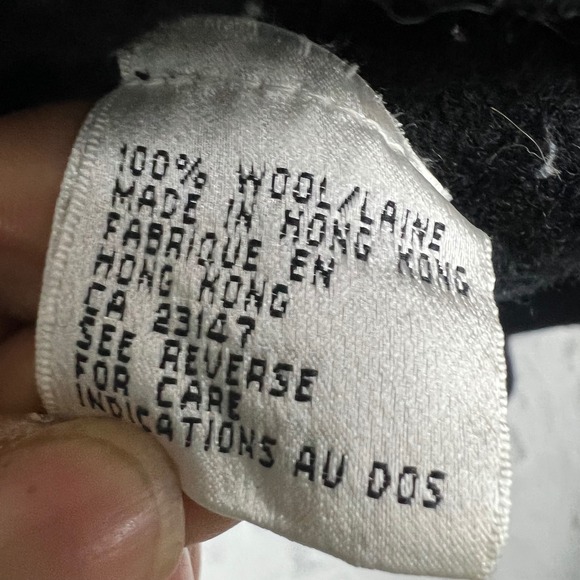 100% WOOL/LAINE
MADE IN HONG KONG
FABRIQUE EN
HONG KONG
CA 23147
SEE REVERSE
FOR CARE
INDICATIONS AU DOS